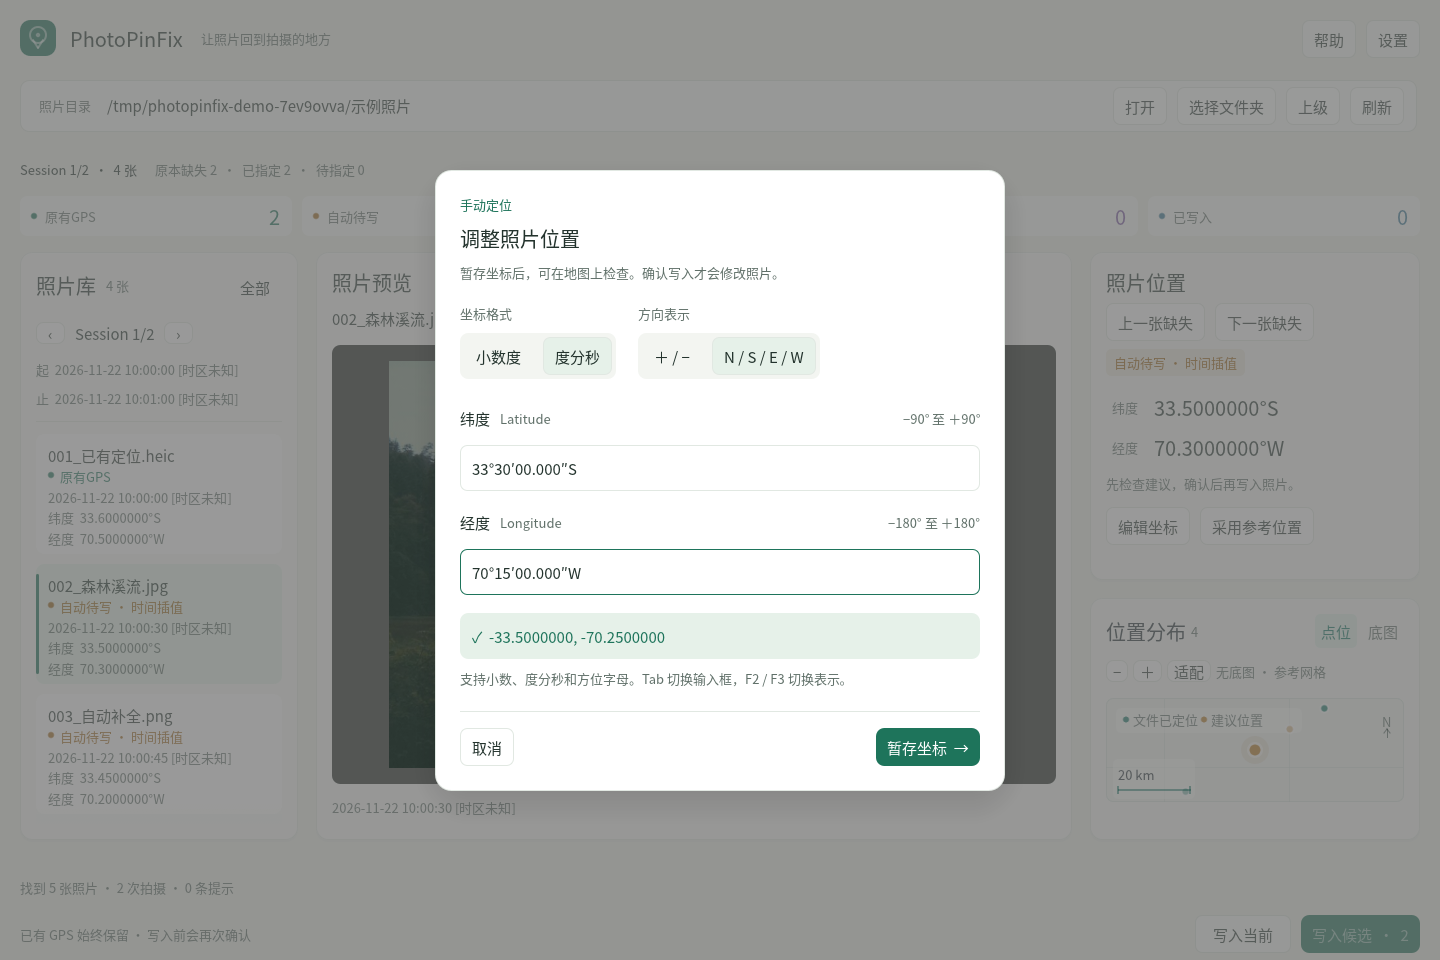 PhotoPinFix 让照片回到拍摄的地方
帮助 设置
照片目录 /tmp/photopinfix-demo-7ev9ovva/示例照片
打开 选择文件夹 上级 刷新
Session 1/2 · 4 张 原本缺失 2 · 已指定 2 · 待指定 0
原有GPS 2
自动待写
0
已写入 0
照片库 4 张 全部
‹ Session 1/2 ›
起 2026-11-22 10:00:00 [时区未知]
止 2026-11-22 10:01:00 [时区未知]
001_已有定位.heic
原有GPS
2026-11-22 10:00:00 [时区未知]
纬度 33.6000000°S
经度 70.5000000°W
002_森林溪流.jpg
自动待写 · 时间插值
2026-11-22 10:00:30 [时区未知]
纬度 33.5000000°S
经度 70.3000000°W
003_自动补全.png
自动待写 · 时间插值
2026-11-22 10:00:45 [时区未知]
纬度 33.4500000°S
经度 70.2000000°W
照片预览
002_森林溪流.j
2026-11-22 10:00:30 [时区未知]
手动定位
调整照片位置
暂存坐标后，可在地图上检查。确认写入才会修改照片。
坐标格式 方向表示
小数度 度分秒 ＋ / − N / S / E / W
纬度 Latitude −90° 至 ＋90°
33°30′00.000″S
经度 Longitude −180° 至 ＋180°
70°15′00.000″W
✓ -33.5000000, -70.2500000
支持小数、度分秒和方位字母。Tab 切换输入框，F2 / F3 切换表示。
取消 暂存坐标 →
照片位置
上一张缺失 下一张缺失
自动待写 · 时间插值
纬度 33.5000000°S
经度 70.3000000°W
先检查建议，确认后再写入照片。
编辑坐标 采用参考位置
位置分布 4 点位 底图
− ＋ 适配 无底图 · 参考网格
文件已定位 建议位置
N
↑
20 km
找到 5 张照片 · 2 次拍摄 · 0 条提示
已有 GPS 始终保留 · 写入前会再次确认
写入当前 写入候选 · 2